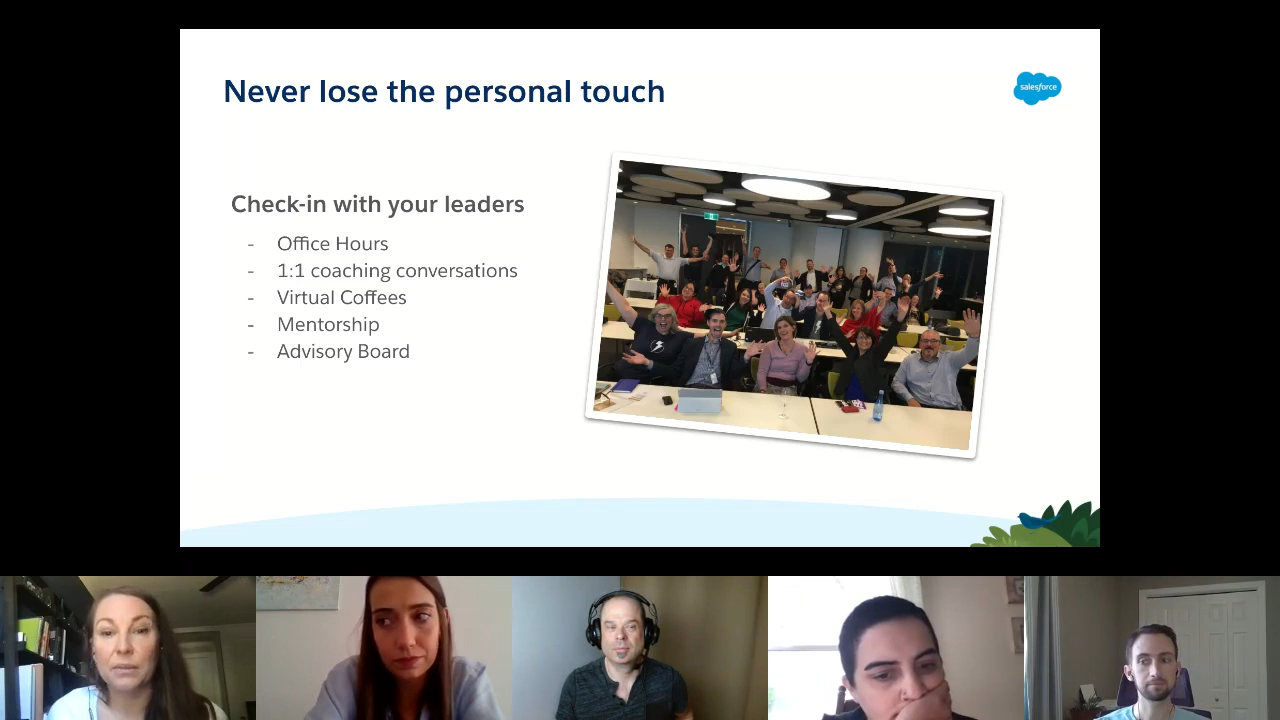 Never lose the personal touch
salesforce
Check-in with your leaders
- Office Hours
- 1:1 coaching conversations
- Virtual Coffees
- Mentorship
- Advisory Board